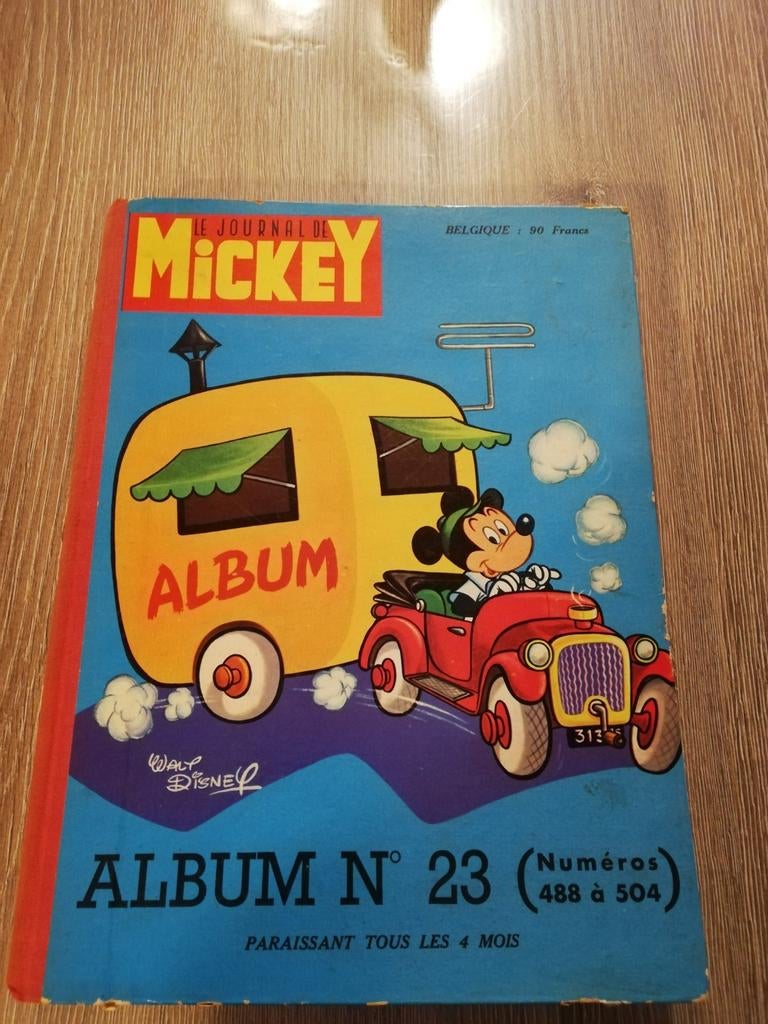 LE JOURNAL DE
MiCKEY
BELGIQUE : 90 Francs
ALBUM
313
WALT
DISNEY
ALBUM N° 23 (Numéros
488 à 504)
PARAISSANT TOUS LES 4 MOIS